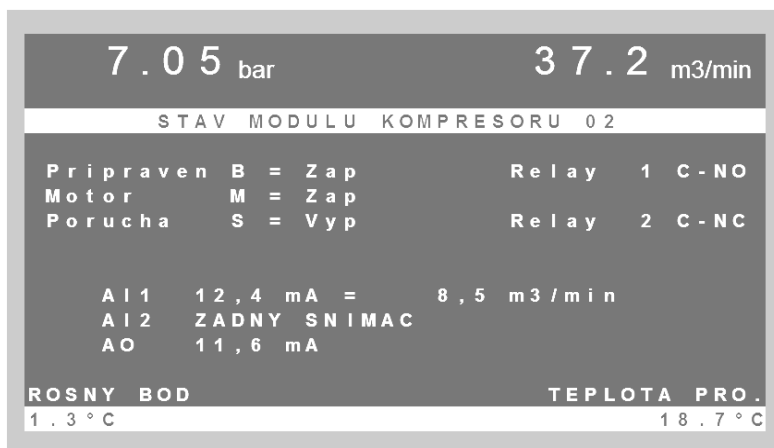 7.05 bar 37.2 m3/min
STAV MODULU KOMPRESORU 02
Pripraven B = Zap Relay 1 C-NO
Motor M = Zap
Porucha S = Vyp Relay 2 C-NC
AI1 12,4 mA = 8,5 m3/min
AI2 ZADNY SNIMAC
AO 11,6 mA
ROSNY BOD TEPLOTA PRO.
1.3°C 18.7°C